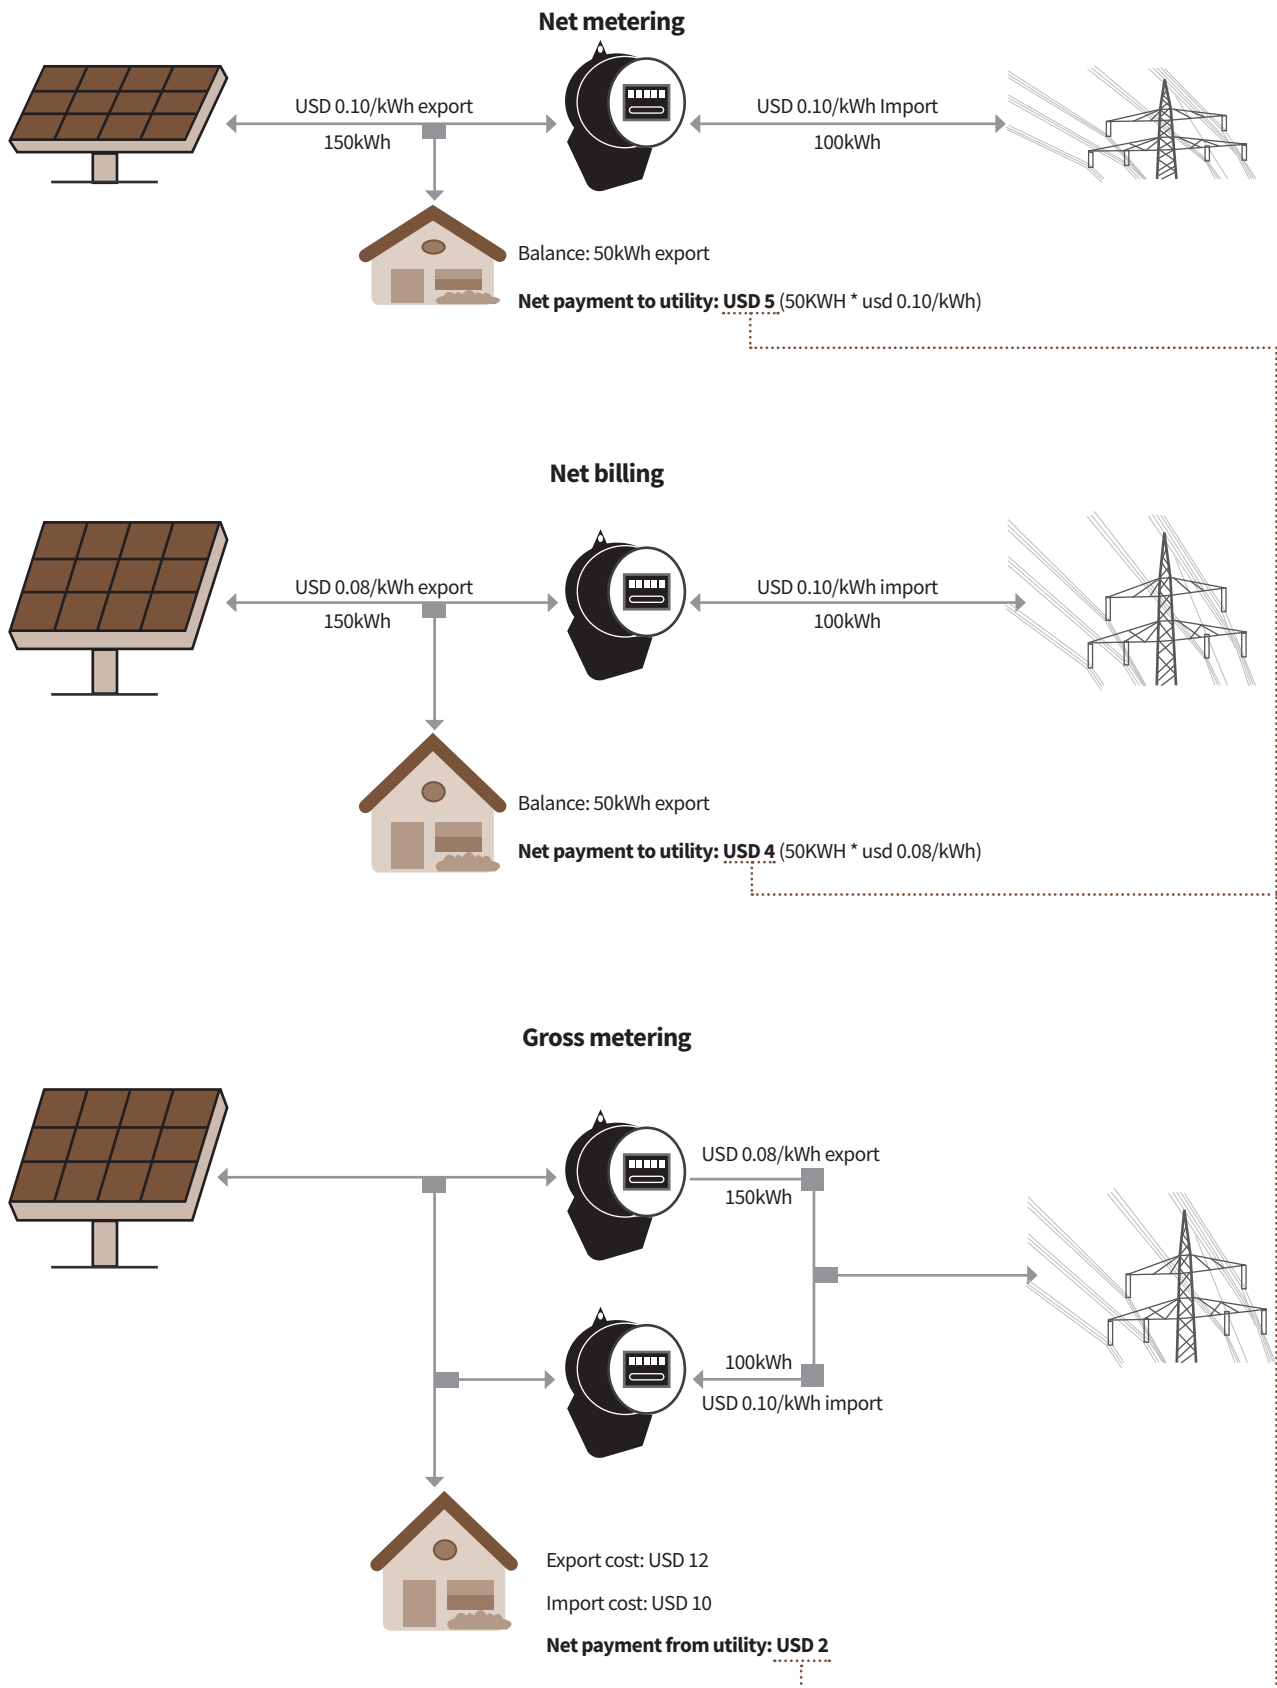 Net metering
USD 0.10/kWh export
150kWh
USD 0.10/kWh Import
100kWh
Balance: 50kWh export
Net payment to utility: USD 5 (50KWH * usd 0.10/kWh)
Net billing
USD 0.08/kWh export
150kWh
USD 0.10/kWh import
100kWh
Balance: 50kWh export
Net payment to utility: USD 4 (50KWH * usd 0.08/kWh)
Gross metering
USD 0.08/kWh export
150kWh
100kWh
USD 0.10/kWh import
Export cost: USD 12
Import cost: USD 10
Net payment from utility: USD 2